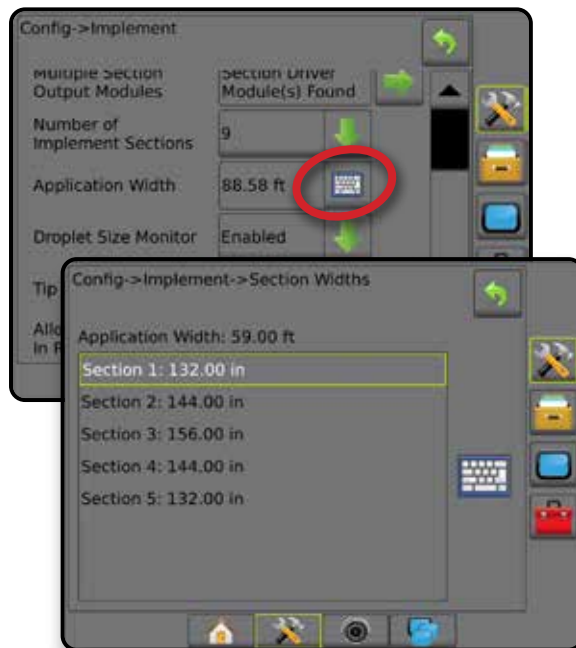 Config->Implement
Multiple Section
Output Modules
Section Driver
Module(s) Found
Number of
Implement Sections
9
Application Width
88.58 ft
Droplet Size Monitor
Enabled
Tip
In
Config->Implement->Section Widths
Application Width: 59.00 ft
Section 1: 132.00 in
Section 2: 144.00 in
Section 3: 156.00 in
Section 4: 144.00 in
Section 5: 132.00 in